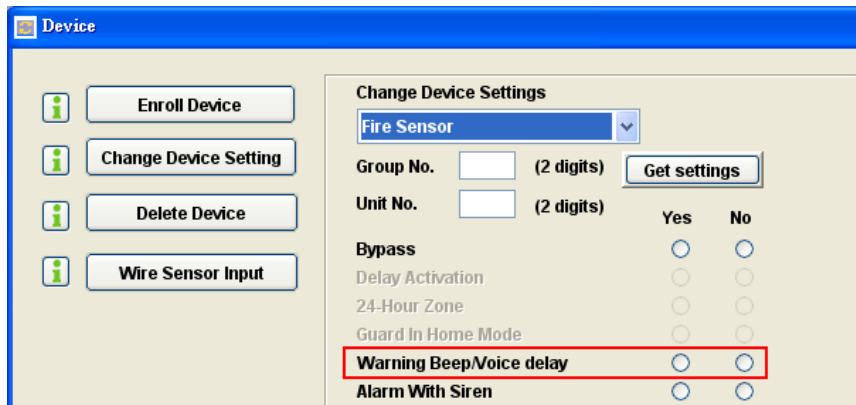 Device
Enroll Device
Change Device Setting
Delete Device
Wire Sensor Input
Change Device Settings
Fire Sensor
Group No. (2 digits) Get settings
Unit No. (2 digits)
Yes No
Bypass
Delay Activation
24-Hour Zone
Guard In Home Mode
Warning Beep/Voice delay
Alarm With Siren